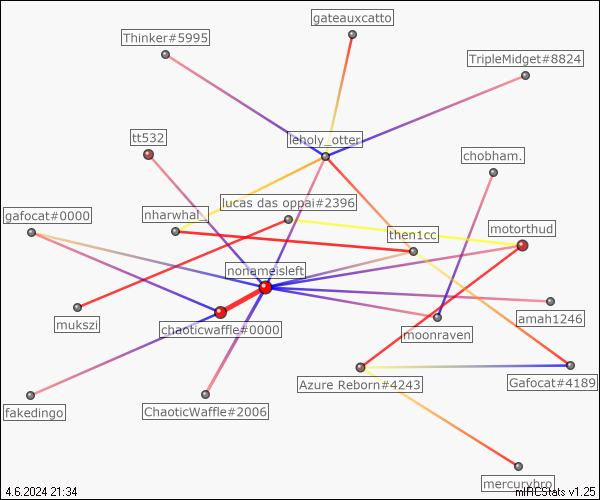 gateauxcatto
Thinker#5995
TripleMidget#8824
tt532
leholy_otter
chobham.
lucas das oppai#2396
gafocat#0000
nharwhal_
then1cc
motorthud
nonameisleft
mukszi
chaoticwaffle#0000
moonraven
amah1246
Azure Reborn#4243
Gafocat#4189
fakedingo
ChaoticWaffle#2006
mercurybro
4.6.2024 21:34
mIRCStats v1.25